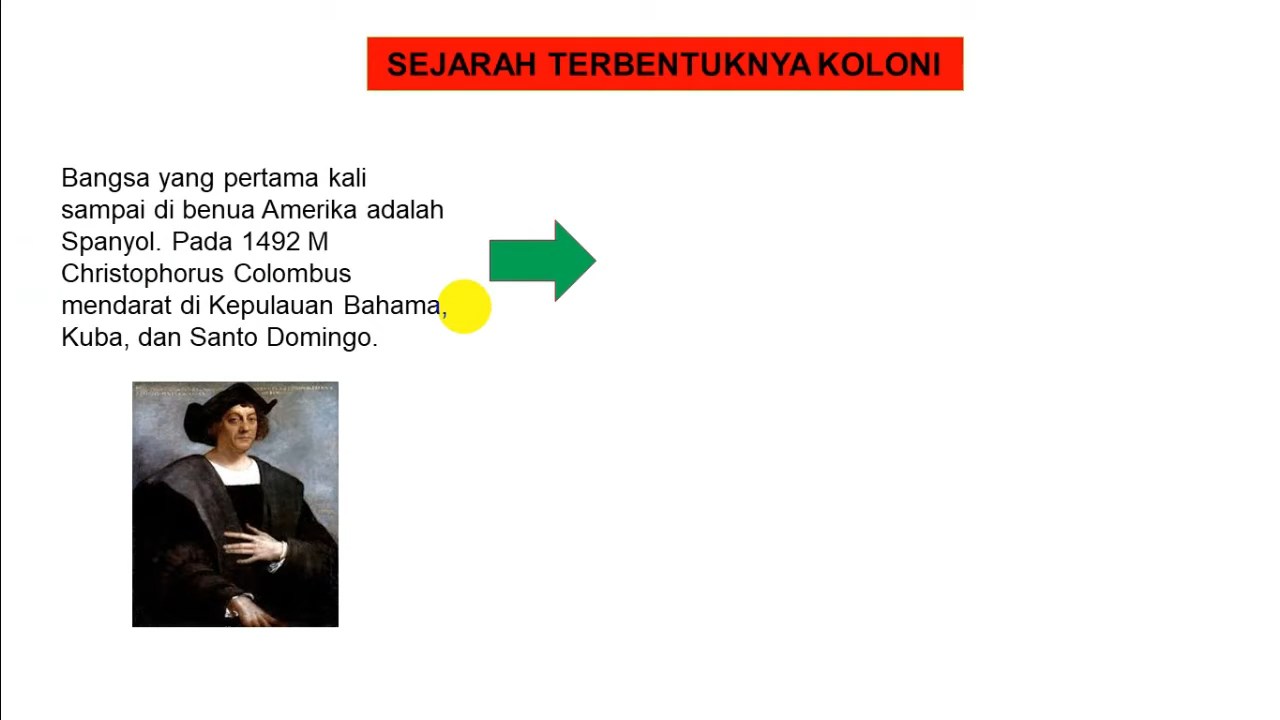 SEJARAH TERBENTUKNYA KOLONI
Bangsa yang pertama kali
sampai di benua Amerika adalah
Spanyol. Pada 1492 M
Christophorus Colombus
mendarat di Kepulauan Bahama,
Kuba, dan Santo Domingo.